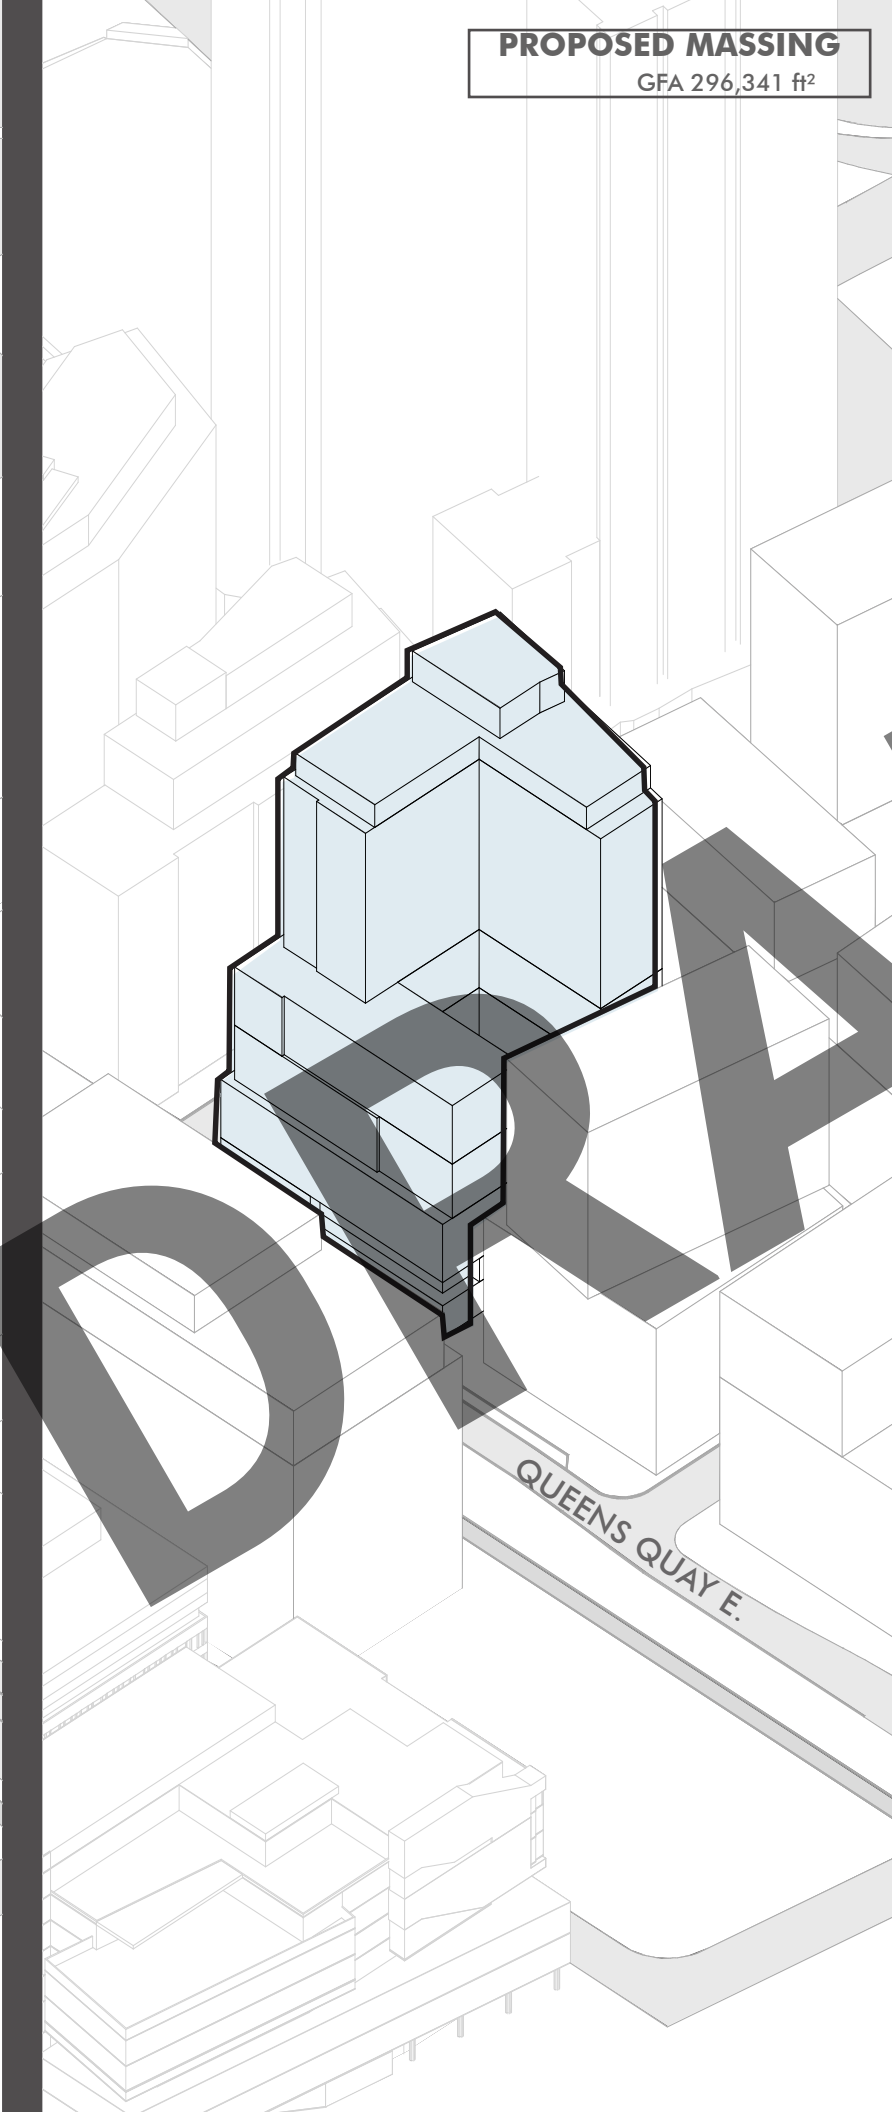 PROPOSED MASSING
GFA 296,341 ft²
DRA
QUEENS QUAY E.